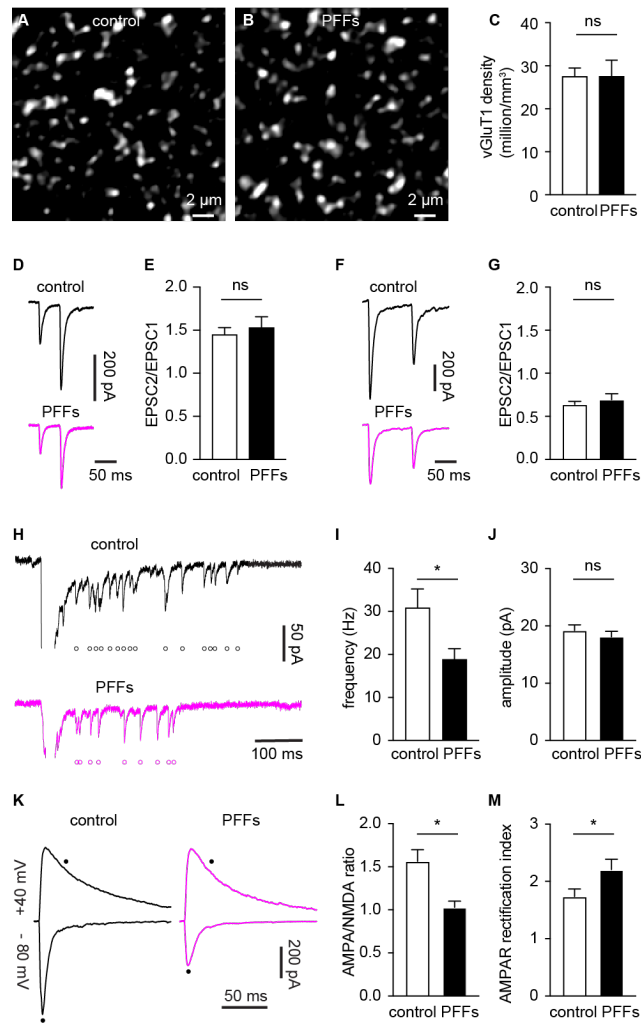 A
control
2 µm
B
PFFs
2 µm
C
ns
vGluT1 density
(million/mm³)
40
30
20
10
0
control PFFs
D
control
200 pA
PFFs
50 ms
E
ns
EPSC2/EPSC1
2.0
1.5
1.0
0.5
0.0
control PFFs
F
control
200 pA
PFFs
50 ms
G
ns
EPSC2/EPSC1
2.0
1.5
1.0
0.5
0.0
control PFFs
H
control
50 pA
PFFs
100 ms
I
*
frequency (Hz)
40
30
20
10
0
control PFFs
J
ns
amplitude (pA)
30
20
10
0
control PFFs
K
control
PFFs
- 80 mV
+40 mV
200 pA
50 ms
L
*
AMPA/NMDA ratio
2.0
1.5
1.0
0.5
0.0
control PFFs
M
*
AMPAR rectification index
3
2
1
0
control PFFs